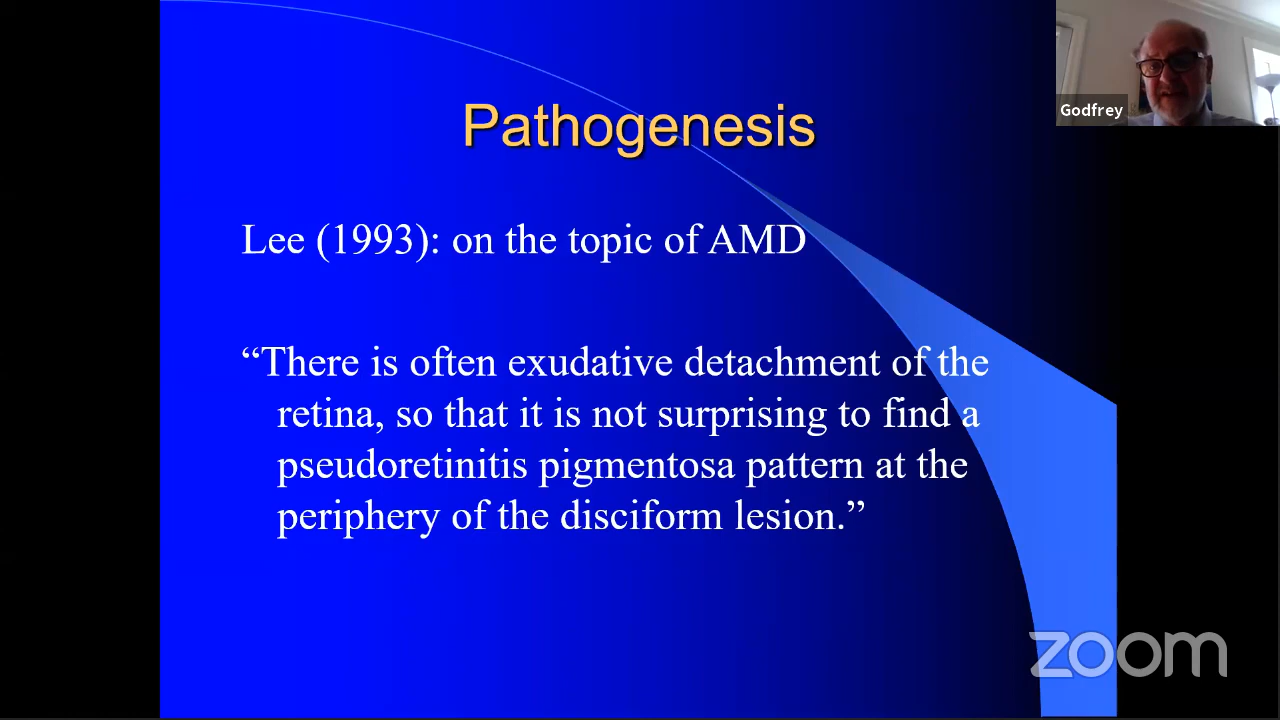 Pathogenesis
Godfrey
Lee (1993): on the topic of AMD
“There is often exudative detachment of the
retina, so that it is not surprising to find a
pseudoretinitis pigmentosa pattern at the
periphery of the disciform lesion.”
zoom